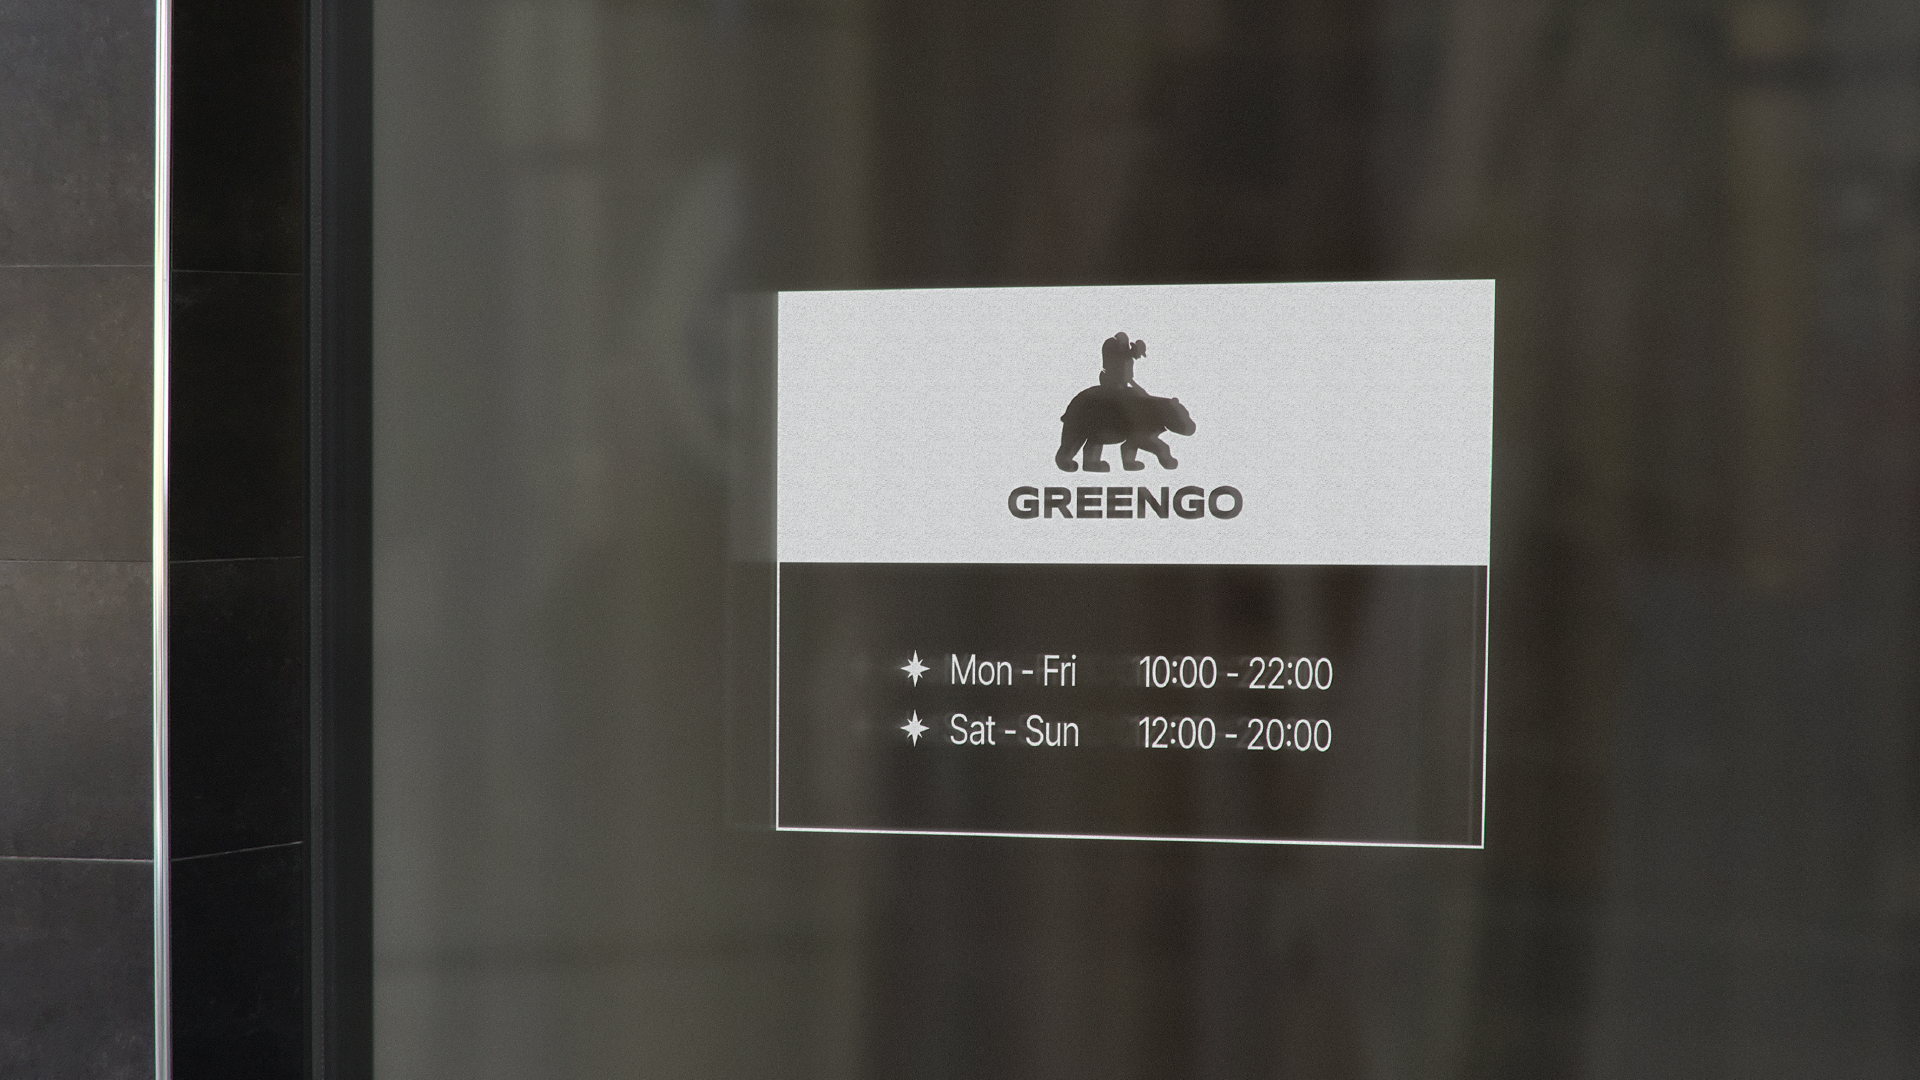 GREENGO
Mon - Fri 10:00 - 22:00
Sat - Sun 12:00 - 20:00